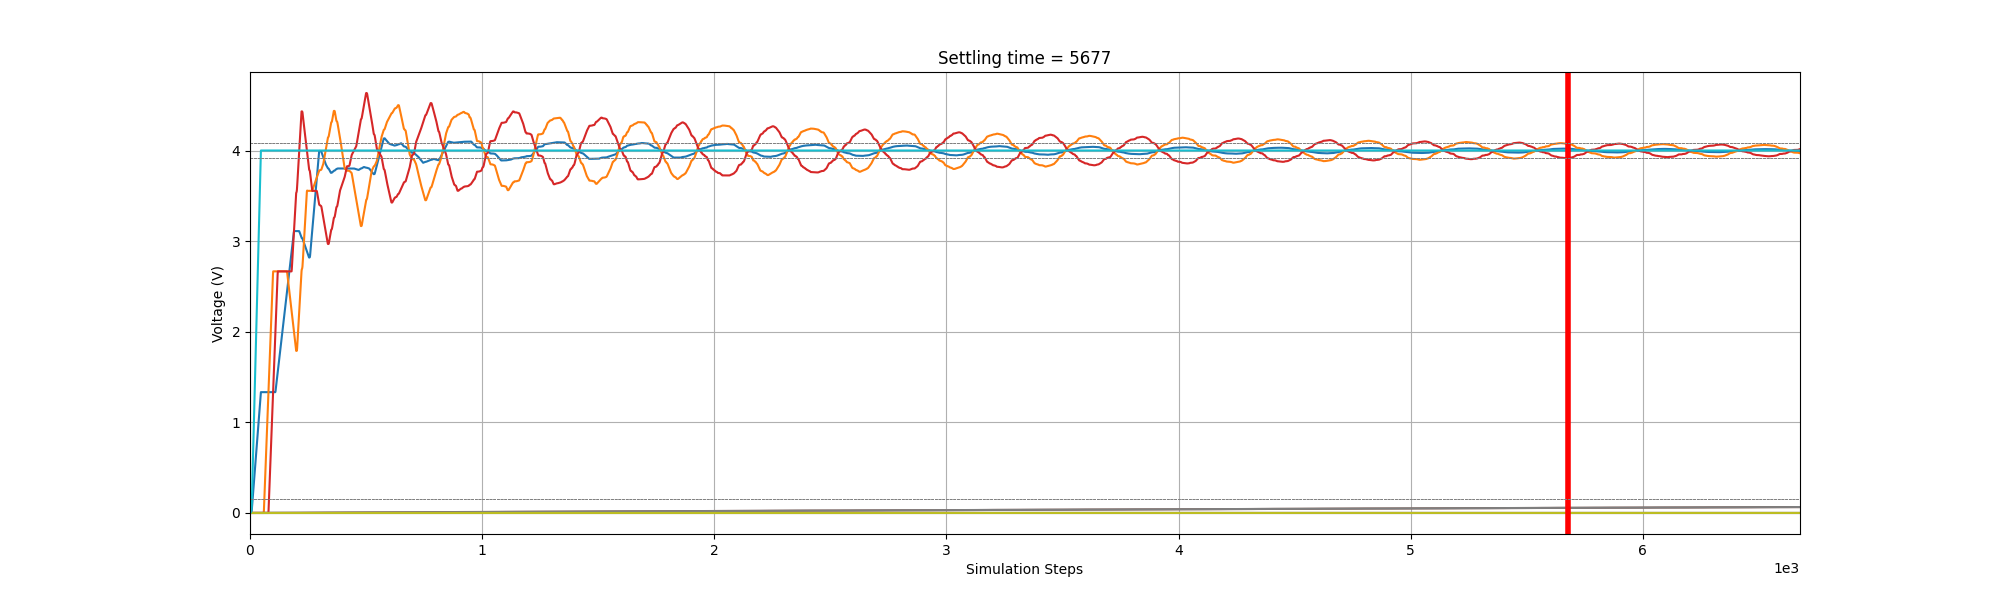 Settling time = 5677
Voltage (V)
4
3
2
1
0
0 1 2 3 4 5 6
Simulation Steps
1e3